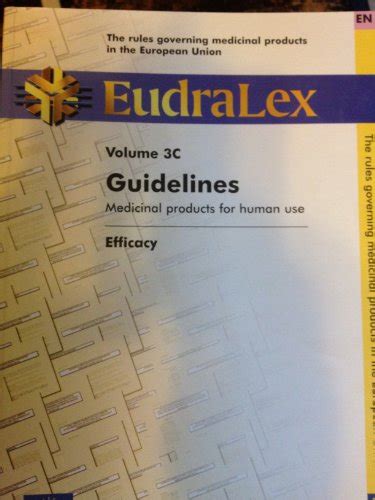 The rules governing medicinal products
in the European Union
EN
EudraLex
Volume 3C
Guidelines
Medicinal products for human use
Efficacy
The rules governing medicinal products in the